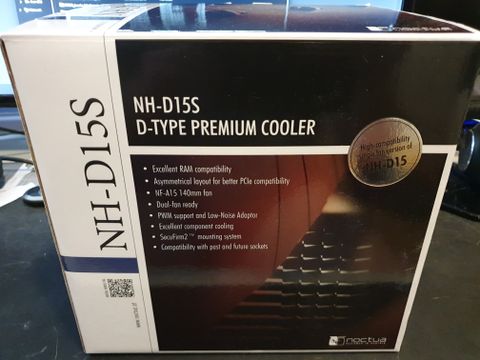 NH-D15S
NH-D15S
D-TYPE PREMIUM COOLER
High-compatibility
single fan version of
NH-D15
• Excellent RAM compatibility
• Asymmetrical layout for better PCIe compatibility
• NF-A15 140mm fan
• Dual-fan ready
• PWM support and Low-Noise Adaptor
• Excellent component cooling
• SecuFirm2™ mounting system
• Compatibility with past and future sockets
noctua